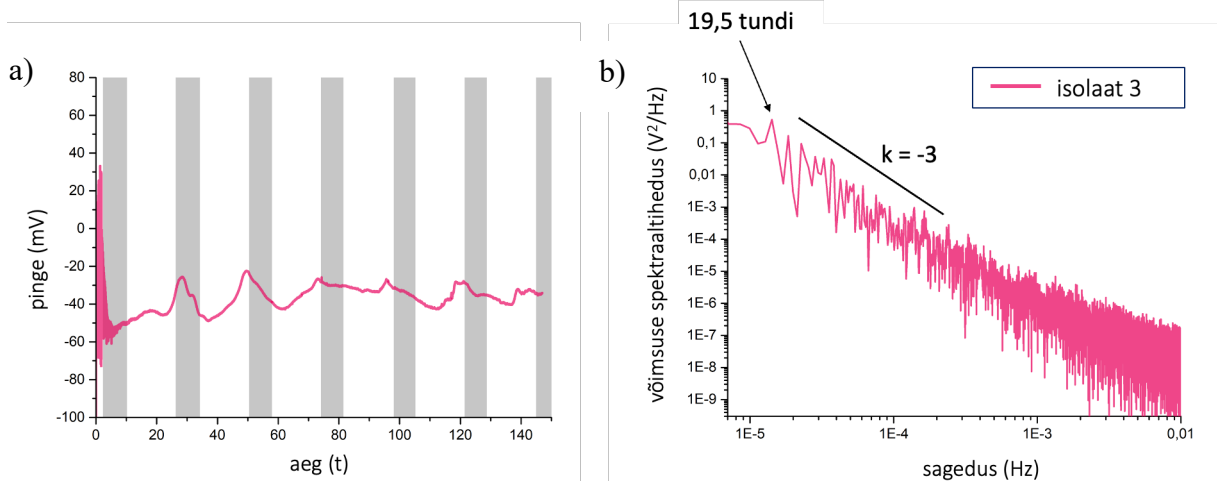 a)
80
60
40
20
0
-20
-40
-60
-80
-100
pinge (mV)
0
20
40
60
80
100
120
140
aeg (t)
b)
19,5 tundi
isolaat 3
k = -3
10
1
0,1
0,01
1E-3
1E-4
1E-5
1E-6
1E-7
1E-8
1E-9
võimsuse spektraaltihedus (V²/Hz)
1E-5
1E-4
1E-3
0,01
sagedus (Hz)